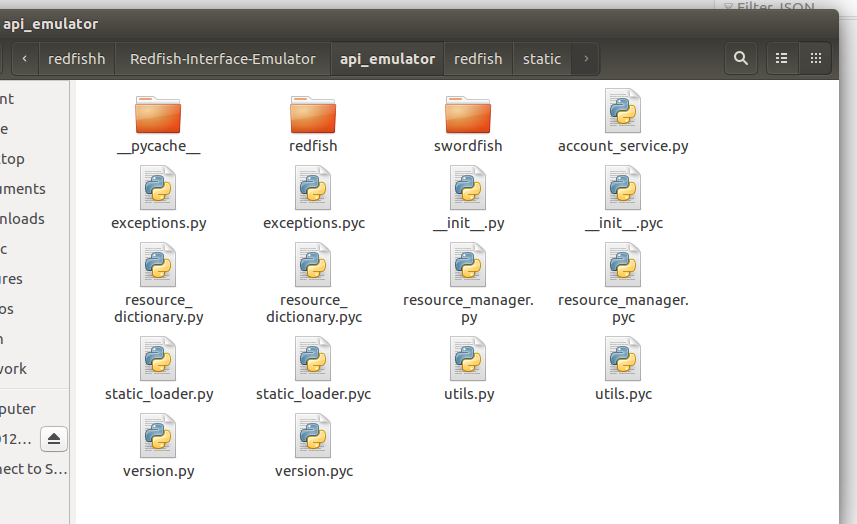 Filter JSON
api_emulator
redfishh Redfish-Interface-Emulator api_emulator redfish static
nt
e
top
uments
nloads
c
ures
os
n
work
puter
012...
nect to S...
__pycache__ redfish swordfish account_service.py
exceptions.py exceptions.pyc __init__.py __init__.pyc
resource_ resource_ resource_manager. resource_manager.
dictionary.py dictionary.pyc py pyc
static_loader.py static_loader.pyc utils.py utils.pyc
version.py version.pyc